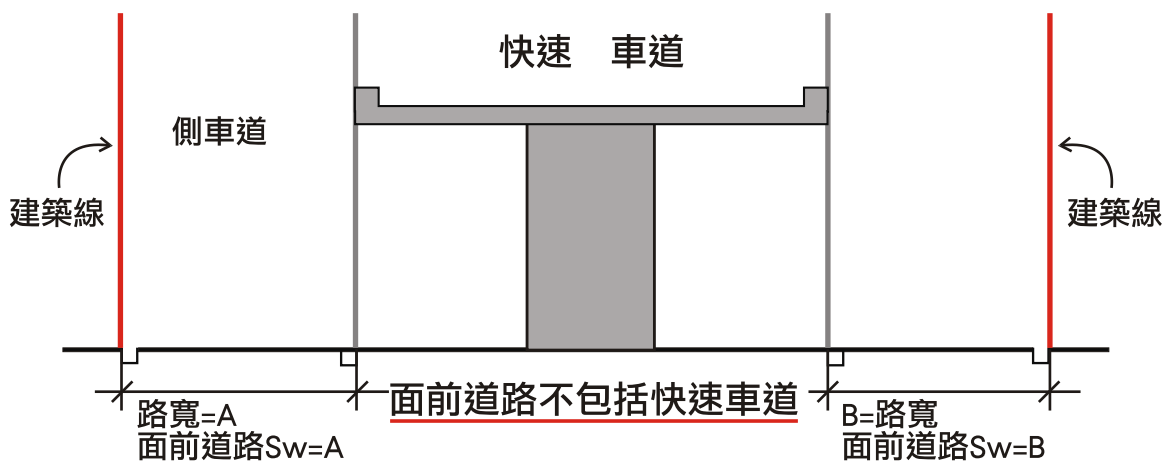 快速 車道
側車道
建築線
建築線
面前道路不包括快速車道
路寬=A
面前道路Sw=A
B=路寬
面前道路Sw=B